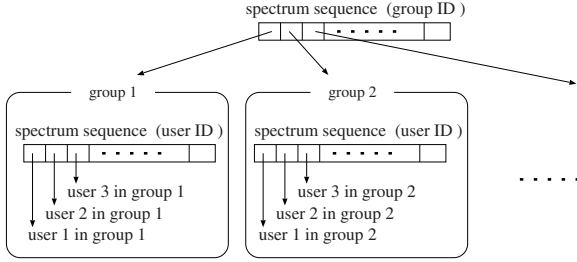 spectrum sequence (group ID )
group 1
group 2
spectrum sequence (user ID )
spectrum sequence (user ID )
user 3 in group 1
user 2 in group 1
user 1 in group 1
user 3 in group 2
user 2 in group 2
user 1 in group 2